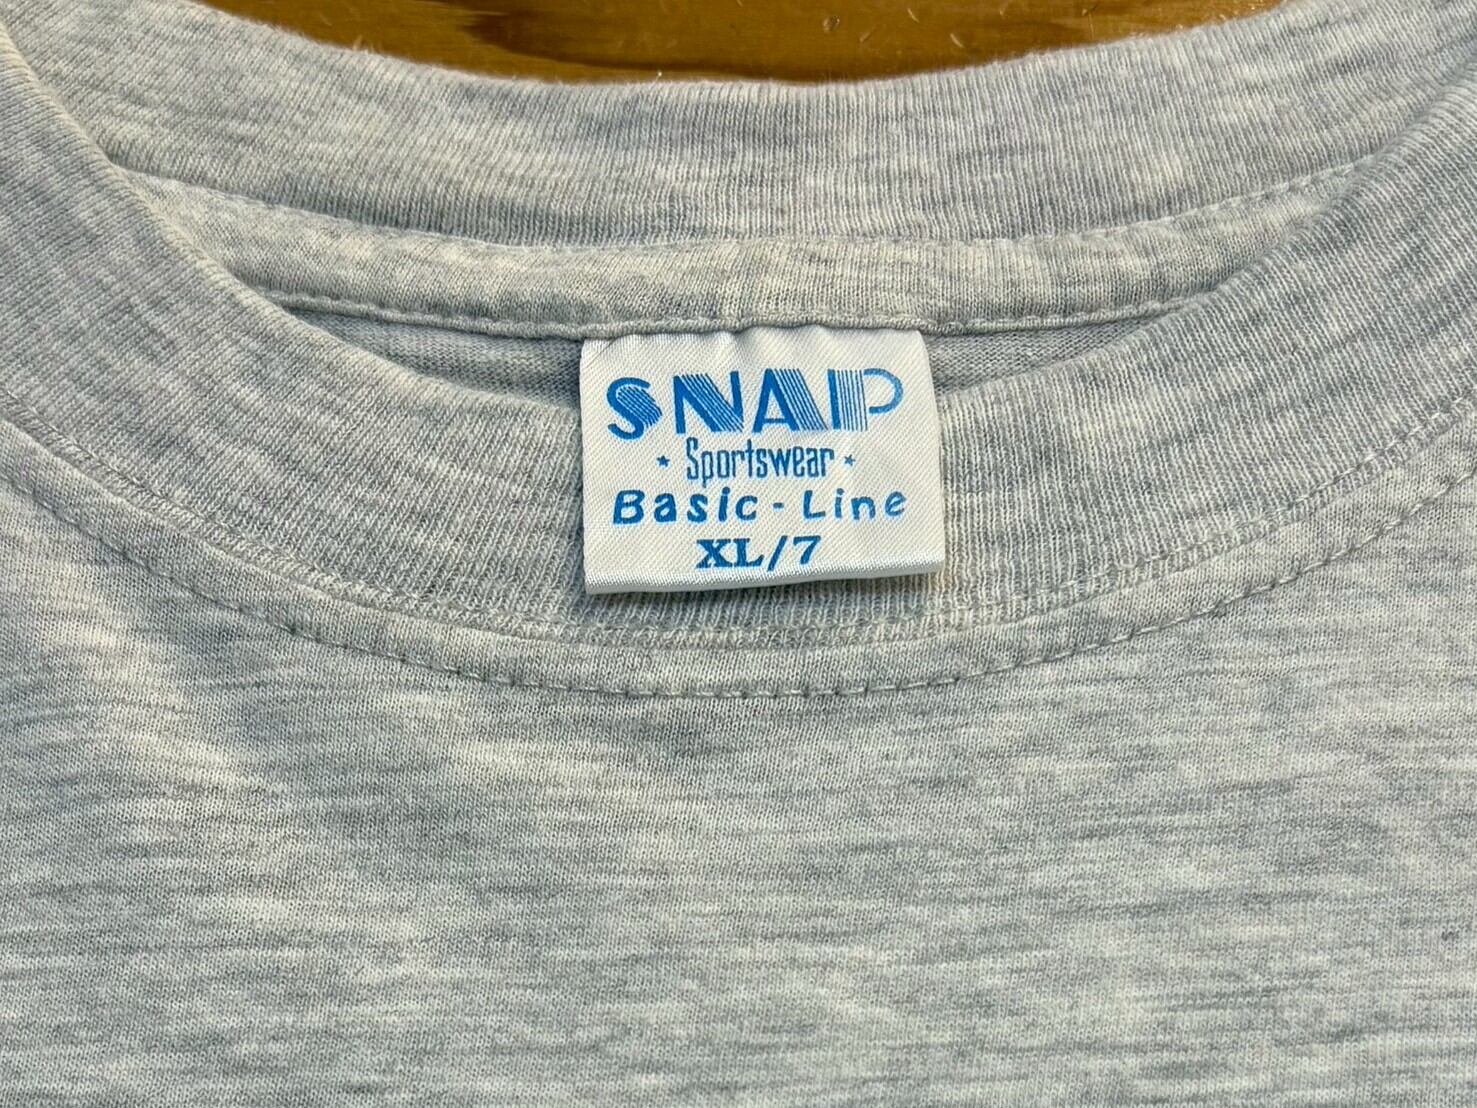 SNAP
* Sportswear *
Basic - Line
XL/7